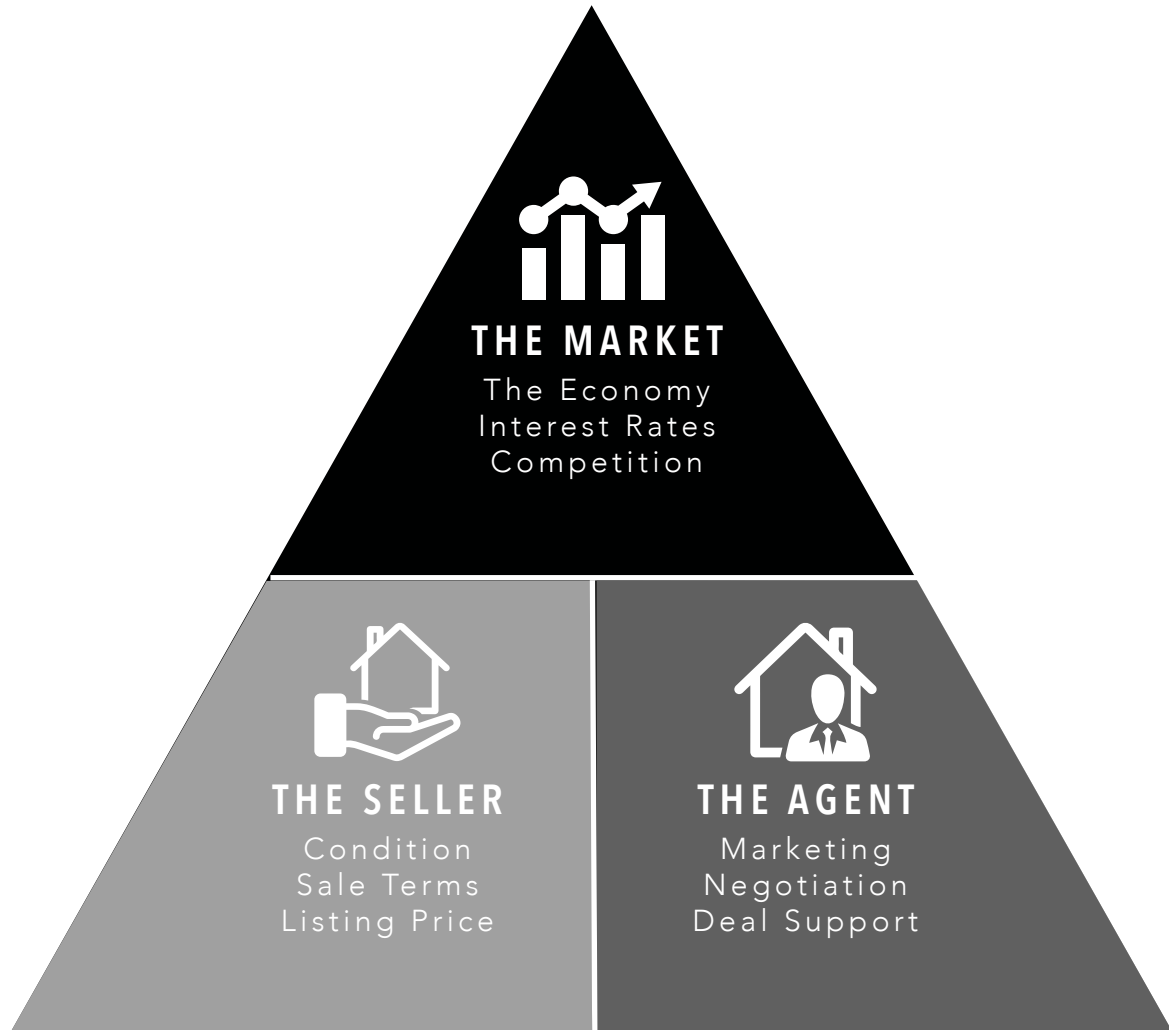 THE MARKET
The Economy
Interest Rates
Competition
THE SELLER
Condition
Sale Terms
Listing Price
THE AGENT
Marketing
Negotiation
Deal Support